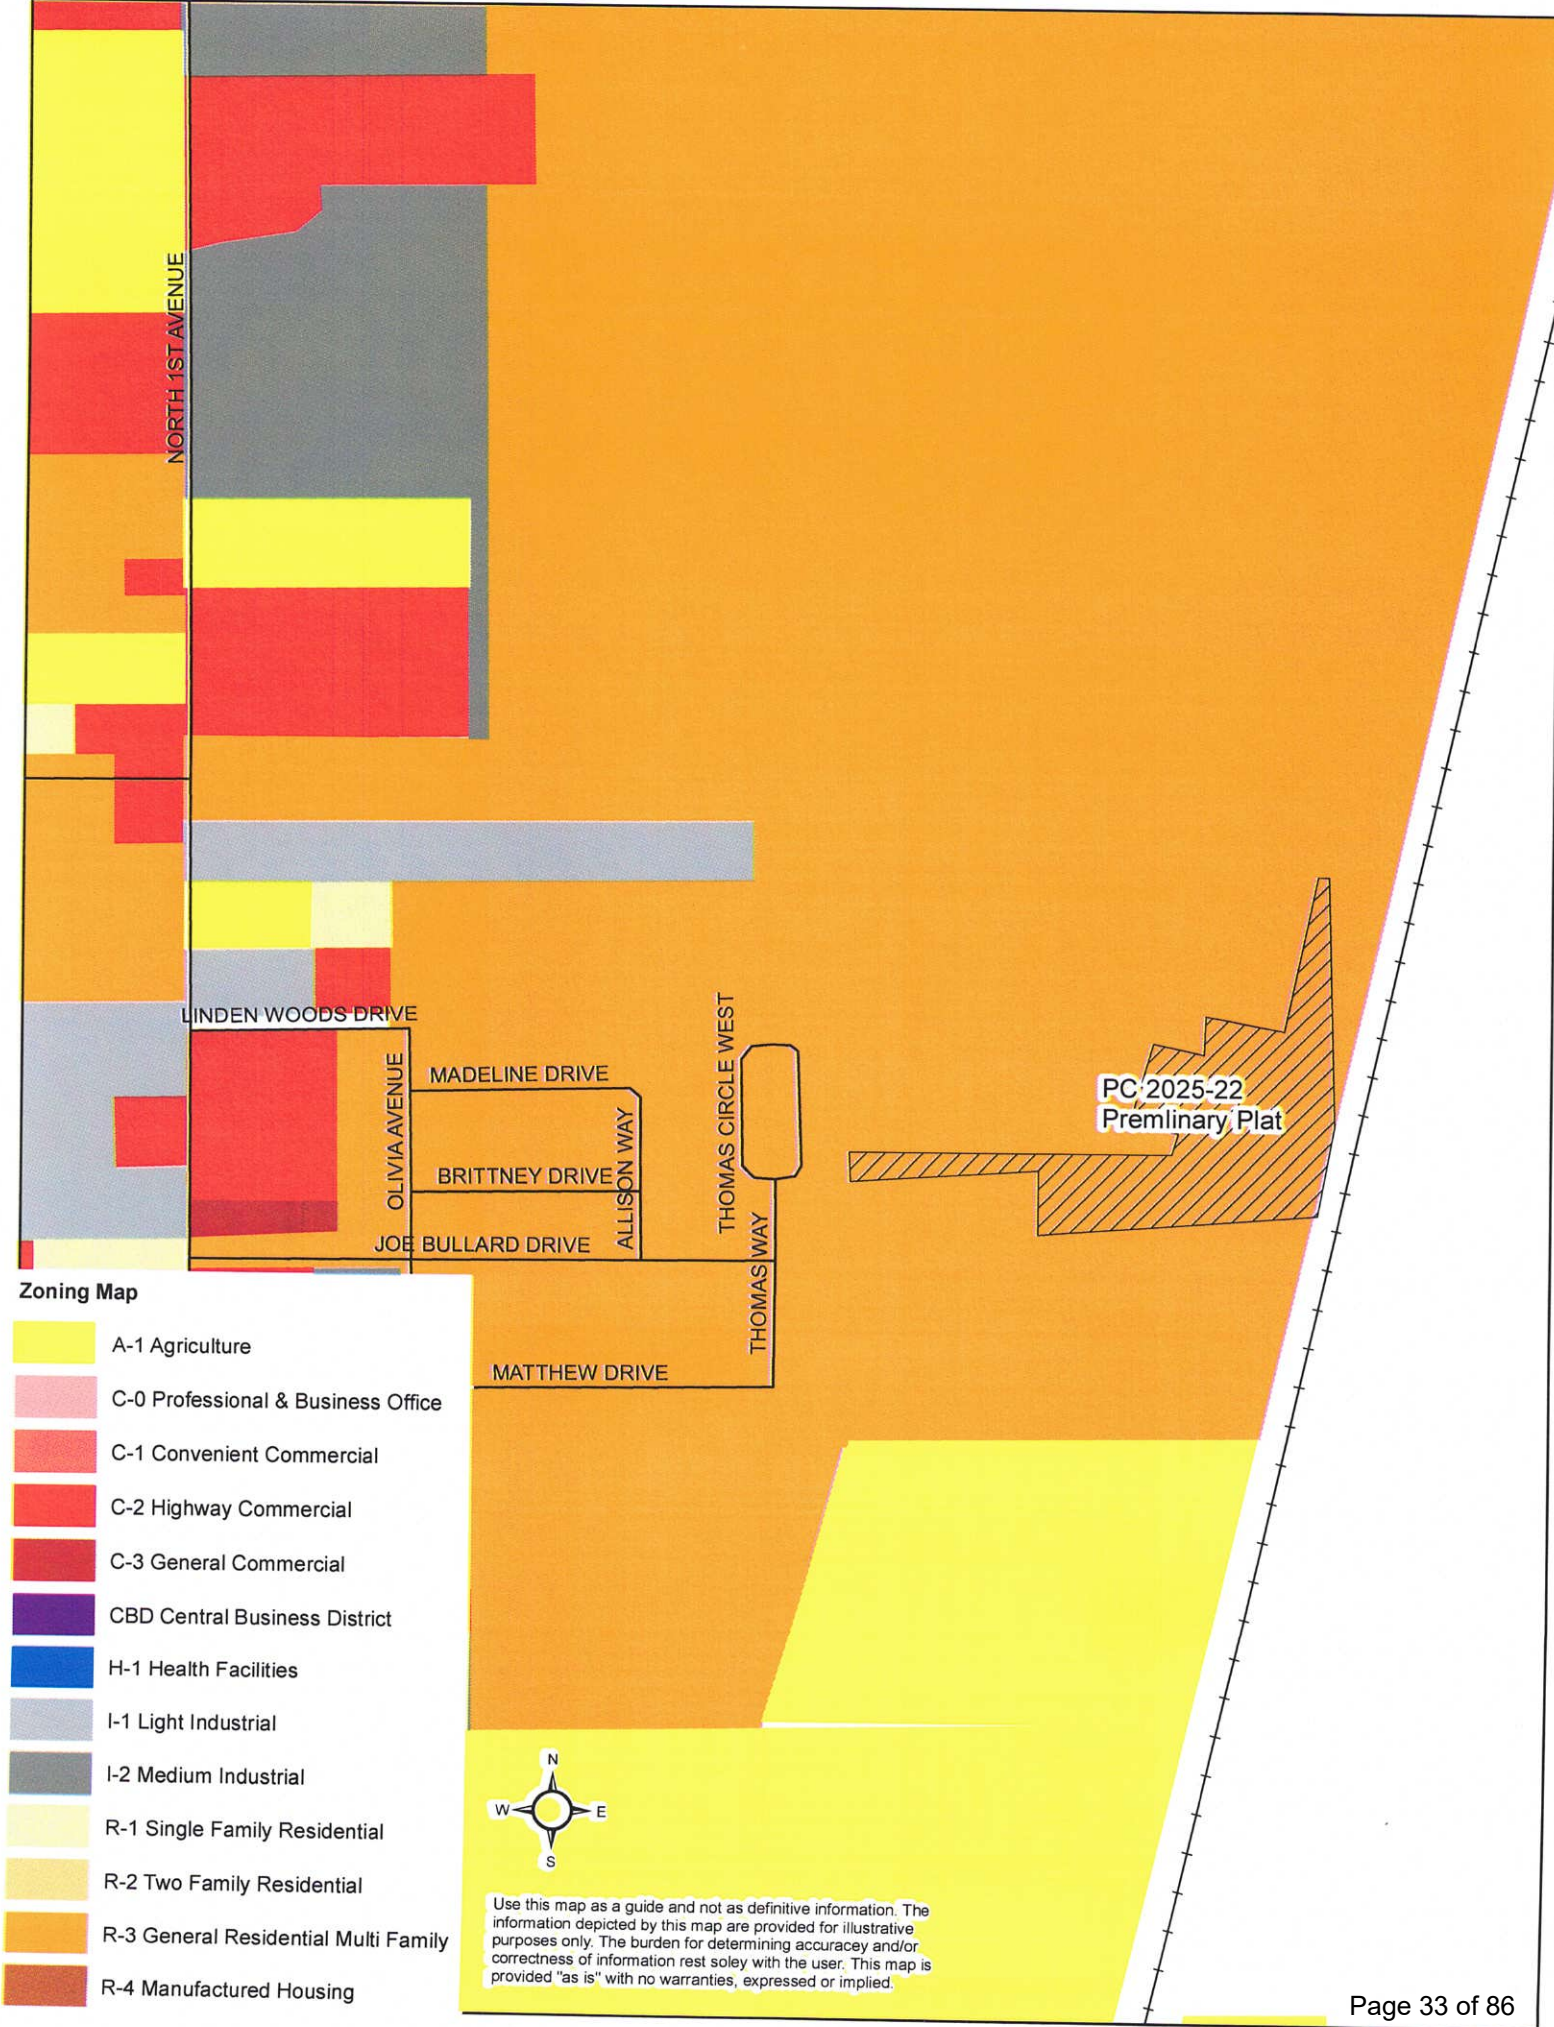 NORTH 1ST AVENUE
LINDEN WOODS DRIVE
OLIVIA AVENUE
MADELINE DRIVE
BRITTNEY DRIVE
ALLISON WAY
JOE BULLARD DRIVE
THOMAS CIRCLE WEST
THOMAS WAY
MATTHEW DRIVE
PC 2025-22
Premlinary Plat
Zoning Map
A-1 Agriculture
C-0 Professional & Business Office
C-1 Convenient Commercial
C-2 Highway Commercial
C-3 General Commercial
CBD Central Business District
H-1 Health Facilities
I-1 Light Industrial
I-2 Medium Industrial
R-1 Single Family Residential
R-2 Two Family Residential
R-3 General Residential Multi Family
R-4 Manufactured Housing
N
W E
S
Use this map as a guide and not as definitive information. The
information depicted by this map are provided for illustrative
purposes only. The burden for determining accuracey and/or
correctness of information rest soley with the user. This map is
provided "as is" with no warranties, expressed or implied.
Page 33 of 86